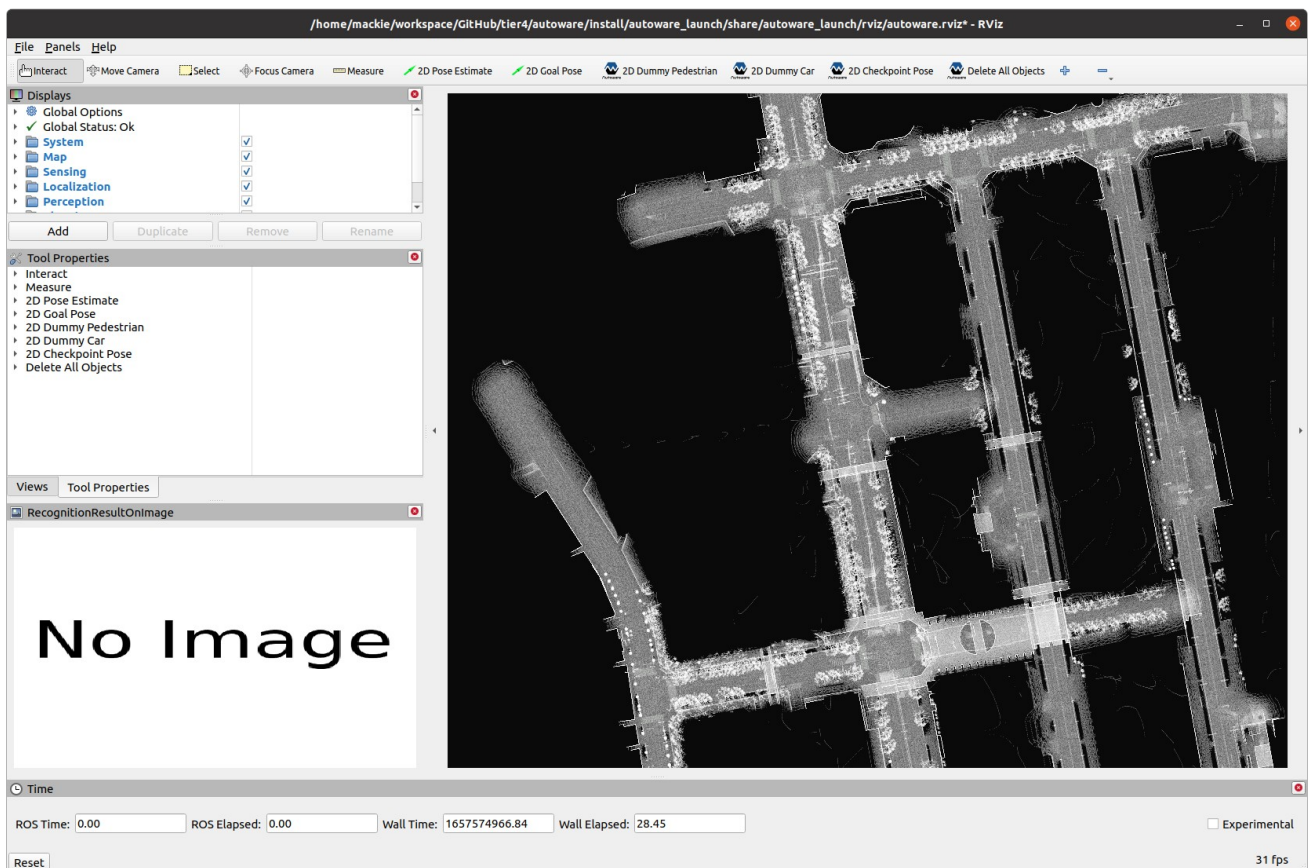 /home/mackie/workspace/GitHub/tier4/autoware/install/autoware_launch/share/autoware_launch/rviz/autoware.rviz* - RViz
File Panels Help
Interact Move Camera Select Focus Camera Measure 2D Pose Estimate 2D Goal Pose 2D Dummy Pedestrian 2D Dummy Car 2D Checkpoint Pose Delete All Objects
Displays
Global Options
Global Status: Ok
System
Map
Sensing
Localization
Perception
Add Duplicate Remove Rename
Tool Properties
Interact
Measure
2D Pose Estimate
2D Goal Pose
2D Dummy Pedestrian
2D Dummy Car
2D Checkpoint Pose
Delete All Objects
Views Tool Properties
RecognitionResultOnImage
No Image
Time
ROS Time: 0.00 ROS Elapsed: 0.00 Wall Time: 1657574966.84 Wall Elapsed: 28.45 Experimental
Reset 31 fps